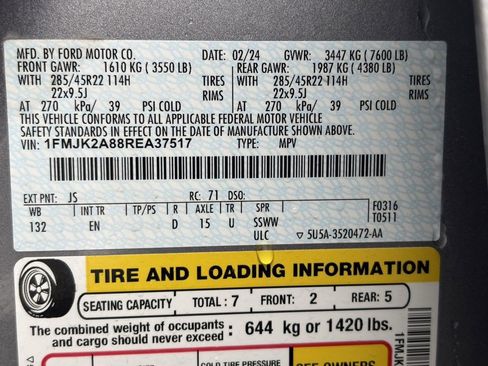 MFD. BY FORD MOTOR CO. DATE: 02/24 GVWR: 3447 KG ( 7600 LB)
FRONT GAWR: 1610 KG ( 3550 LB) REAR GAWR: 1987 KG ( 4380 LB)
WITH 285/45R22 114H TIRES WITH 285/45R22 114H TIRES
22x9.5J RIMS 22x9.5J RIMS
AT 270 kPa/ 39 PSI COLD AT 270 kPa/ 39 PSI COLD
THIS VEHICLE CONFORMS TO ALL APPLICABLE FEDERAL MOTOR VEHICLE
SAFETY STANDARDS IN EFFECT ON THE DATE OF MANUFACTURE SHOWN ABOVE.
VIN: 1FMJK2A88REA37517 TYPE: MPV
EXT PNT: JS RC: 71 DSO: F0316
WB INT TR TP/PS R AXLE TR SPR T0511
132 EN D 15 U SSWW
ULC ▽ 5U5A-3520472-AA
TIRE AND LOADING INFORMATION
SEATING CAPACITY TOTAL : 7 FRONT: 2 REAR: 5
The combined weight of occupants
and cargo should never exceed : 644 kg or 1420 lbs.
COLD TIRE PRESSURE
SEE OWNERS
1FMJK